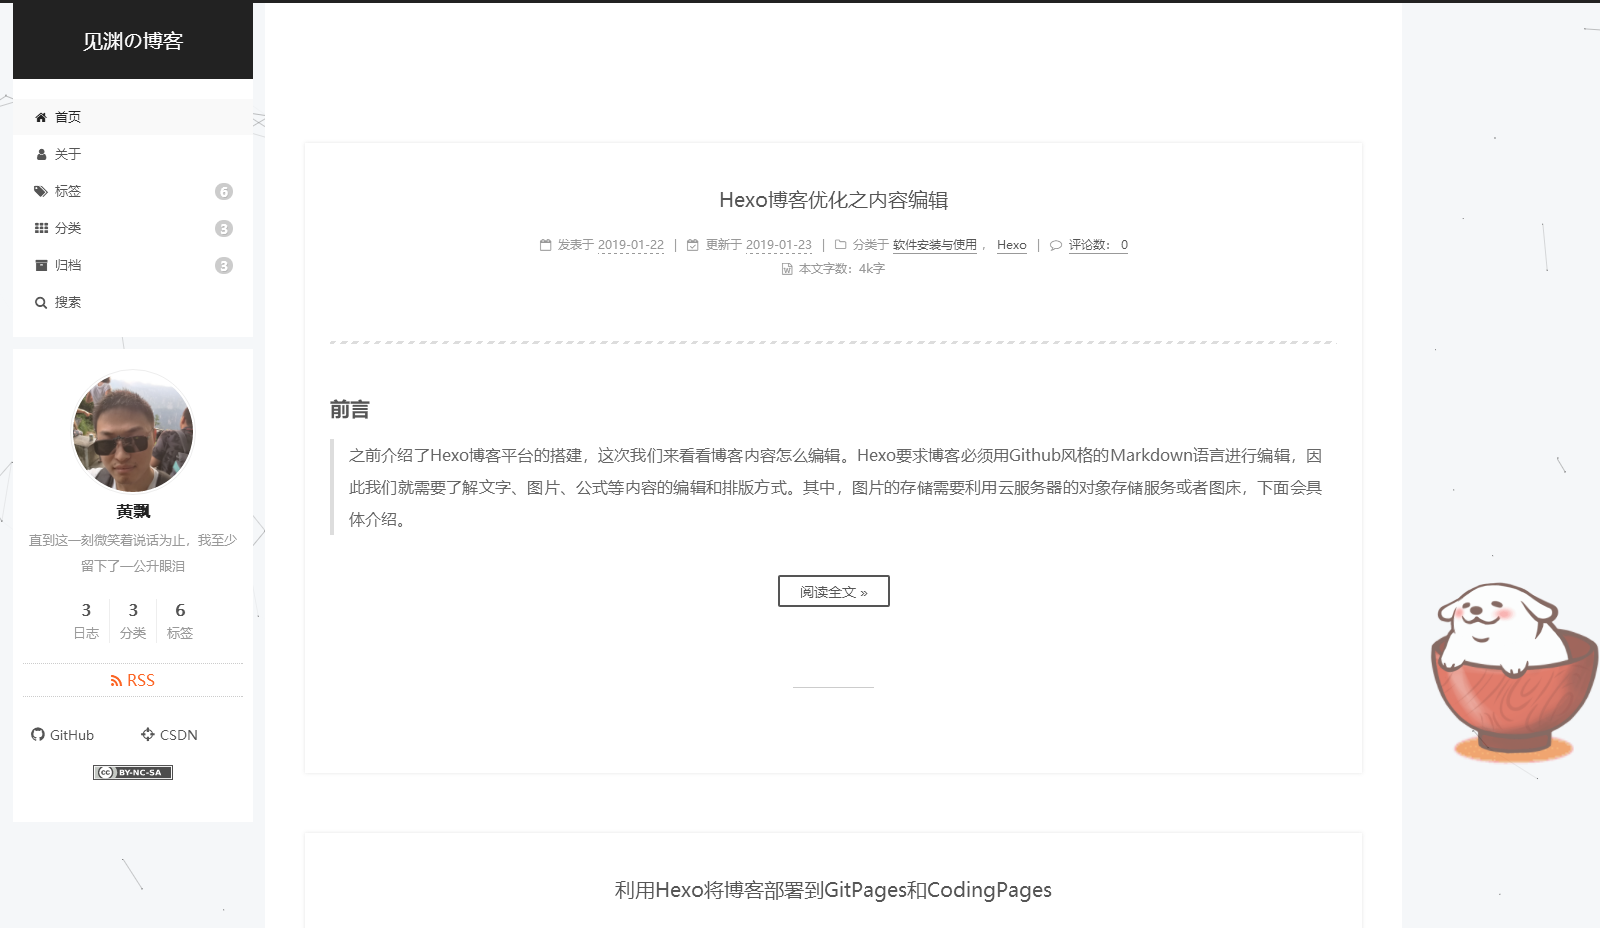 见渊の博客
首页
关于
标签 6
分类 3
归档 3
搜索
黄飘
直到这一刻微笑着说话为止，我至少
留下了一公升眼泪
3 3 6
日志 分类 标签
RSS
GitHub CSDN
cc BY-NC-SA
Hexo博客优化之内容编辑
发表于 2019-01-22 | 更新于 2019-01-23 | 分类于 软件安装与使用 ， Hexo | 评论数： 0
本文字数：4k字
前言
之前介绍了Hexo博客平台的搭建，这次我们来看看博客内容怎么编辑。Hexo要求博客必须用Github风格的Markdown语言进行编辑，因
此我们就需要了解文字、图片、公式等内容的编辑和排版方式。其中，图片的存储需要利用云服务器的对象存储服务或者图床，下面会具
体介绍。
阅读全文 »
利用Hexo将博客部署到GitPages和CodingPages